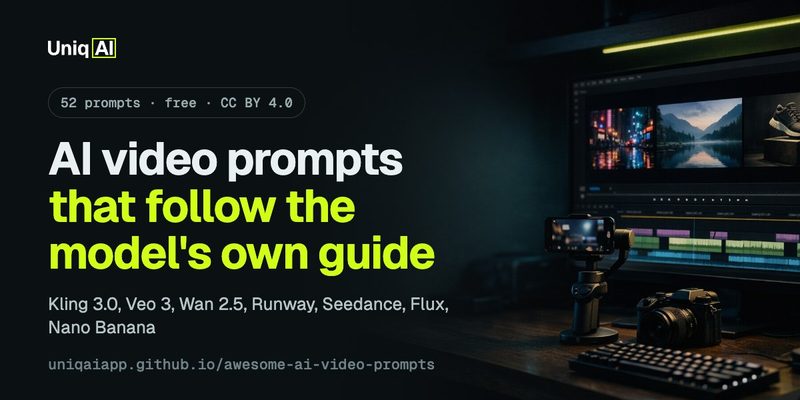 Uniq AI
52 prompts · free · CC BY 4.0
AI video prompts
that follow the
model's own guide
Kling 3.0, Veo 3, Wan 2.5, Runway, Seedance, Flux,
Nano Banana
uniqaiapp.github.io/awesome-ai-video-prompts